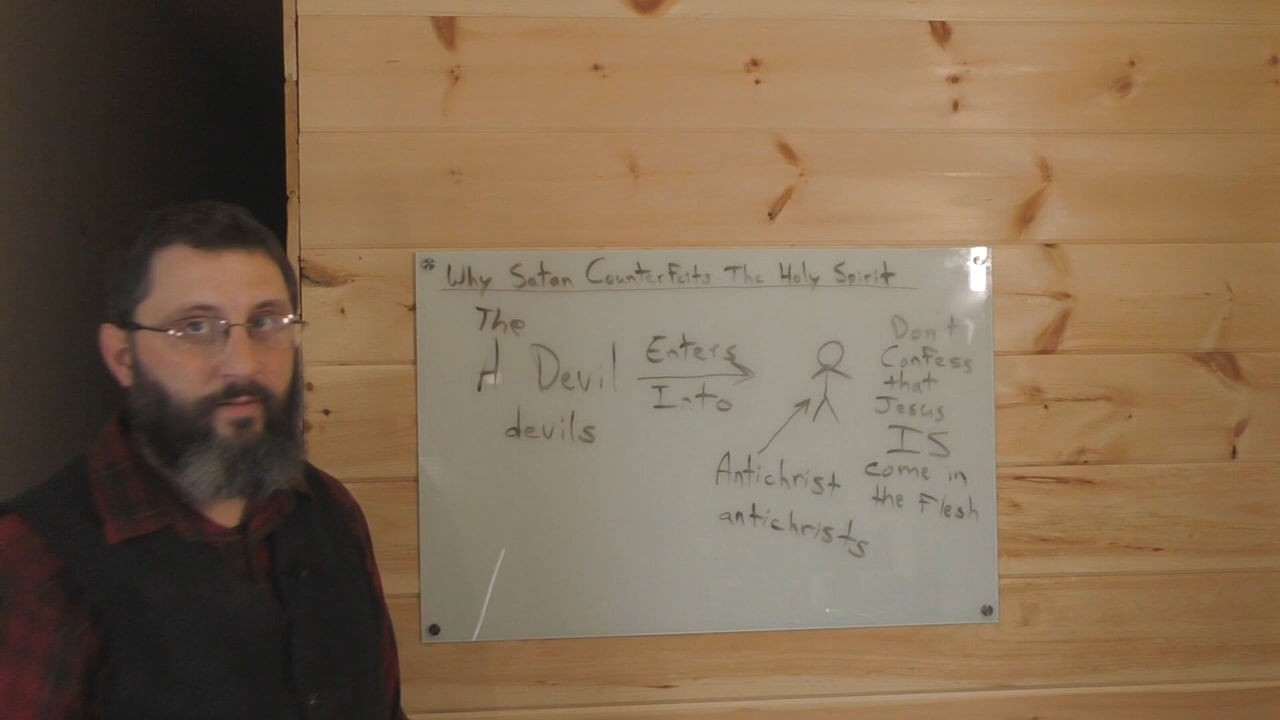 Why Satan Counterfeits The Holy Spirit
The
A Devil
devils
Enters
Into
Antichrist
antichrists
Don't
Confess
that
Jesus
IS
come in
the Flesh